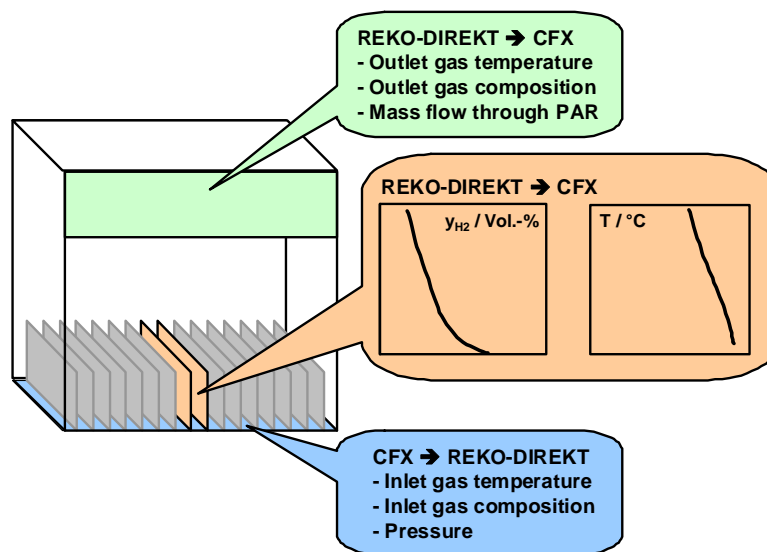 REKO-DIREKT ➔ CFX
- Outlet gas temperature
- Outlet gas composition
- Mass flow through PAR
REKO-DIREKT ➔ CFX
yH2 / Vol.-%
T / °C
CFX ➔ REKO-DIREKT
- Inlet gas temperature
- Inlet gas composition
- Pressure